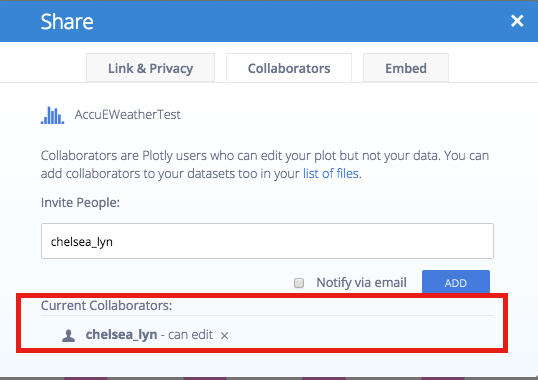 Share ×
Link & Privacy Collaborators Embed
AccuEWeatherTest
Collaborators are Plotly users who can edit your plot but not your data. You can
add collaborators to your datasets too in your list of files.
Invite People:
chelsea_lyn
Notify via email ADD
Current Collaborators:
chelsea_lyn - can edit ×